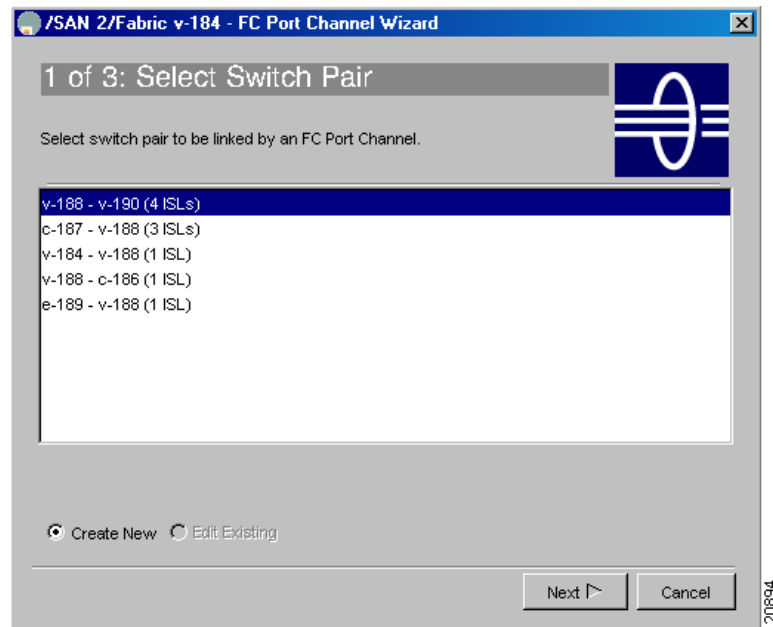 /SAN 2/Fabric v-184 - FC Port Channel Wizard
1 of 3: Select Switch Pair
Select switch pair to be linked by an FC Port Channel.
v-188 - v-190 (4 ISLs)
c-187 - v-188 (3 ISLs)
v-184 - v-188 (1 ISL)
v-188 - c-186 (1 ISL)
e-189 - v-188 (1 ISL)
Create New Edit Existing
Next Cancel
20894